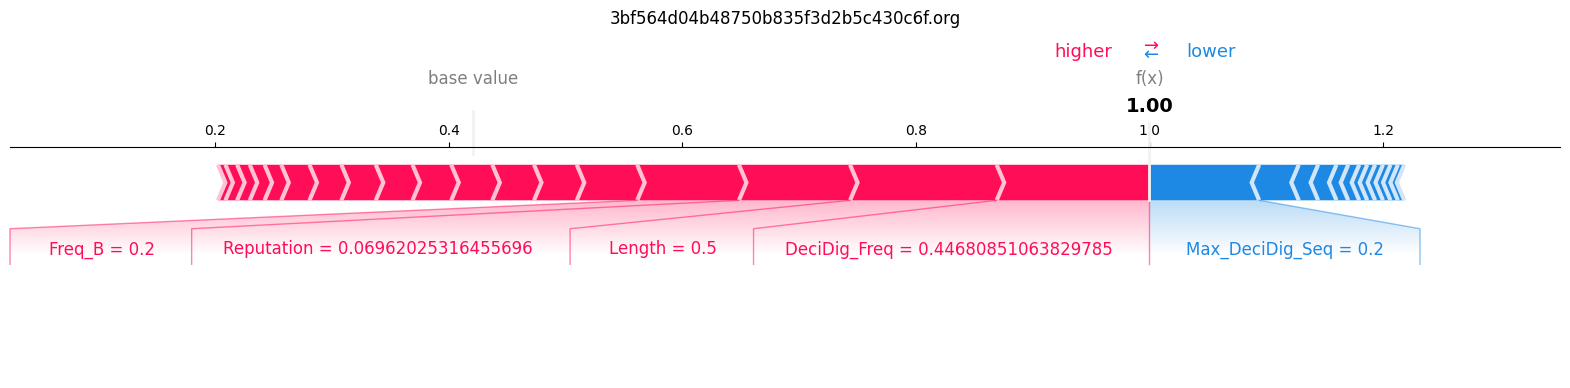 3bf564d04b48750b835f3d2b5c430c6f.org
higher → ← lower
base value f(x)
1.00
0.2 0.4 0.6 0.8 1.0 1.2
Freq_B = 0.2 Reputation = 0.06962025316455696 Length = 0.5 DeciDig_Freq = 0.44680851063829785 Max_DeciDig_Seq = 0.2